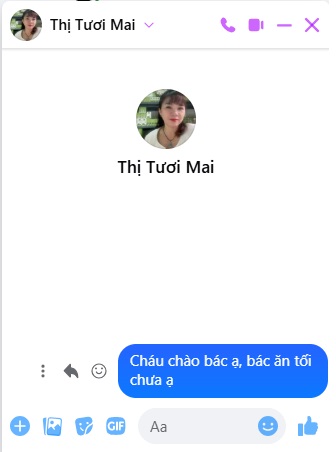 Thị Tươi Mai
Thị Tươi Mai
Cháu chào bác ạ, bác ăn tối
chưa ạ
GIF
Aa